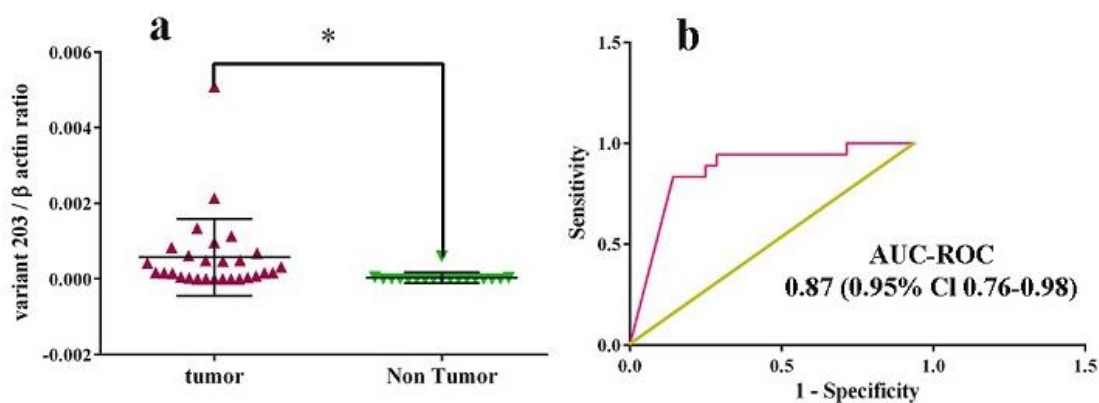 a
*
variant 203 / β actin ratio
0.006
0.004
0.002
0.000
-0.002
tumor
Non Tumor
b
Sensitivity
1.5
1.0
0.5
0.0
AUC-ROC
0.87 (0.95% Cl 0.76-0.98)
0.0
0.5
1.0
1.5
1 - Specificity